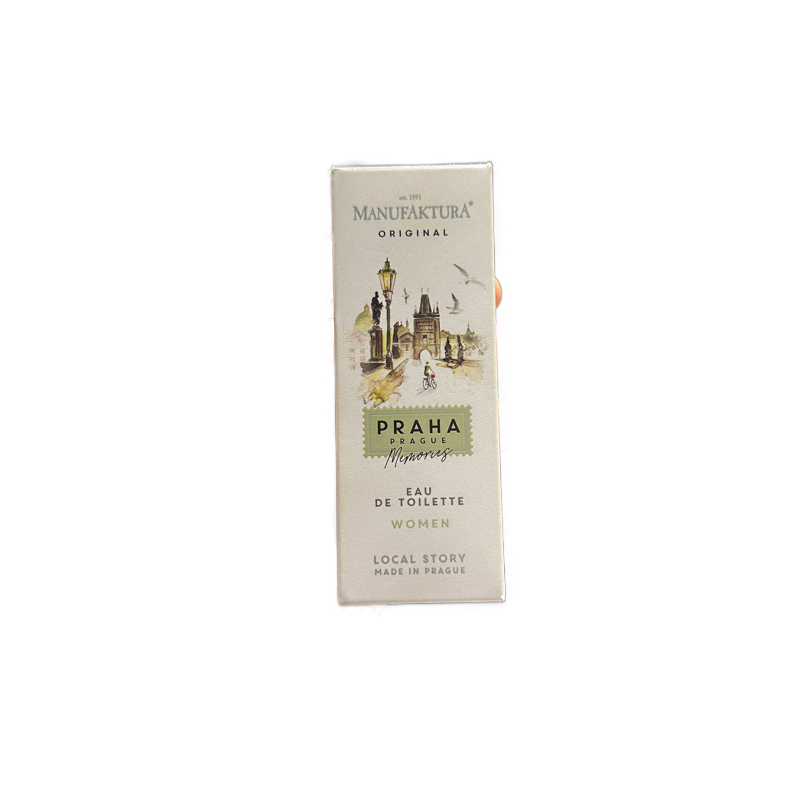 est. 1991
MANUFAKTURA®
ORIGINAL
PRAHA
PRAGUE
Memories
EAU
DE TOILETTE
WOMEN
LOCAL STORY
MADE IN PRAGUE